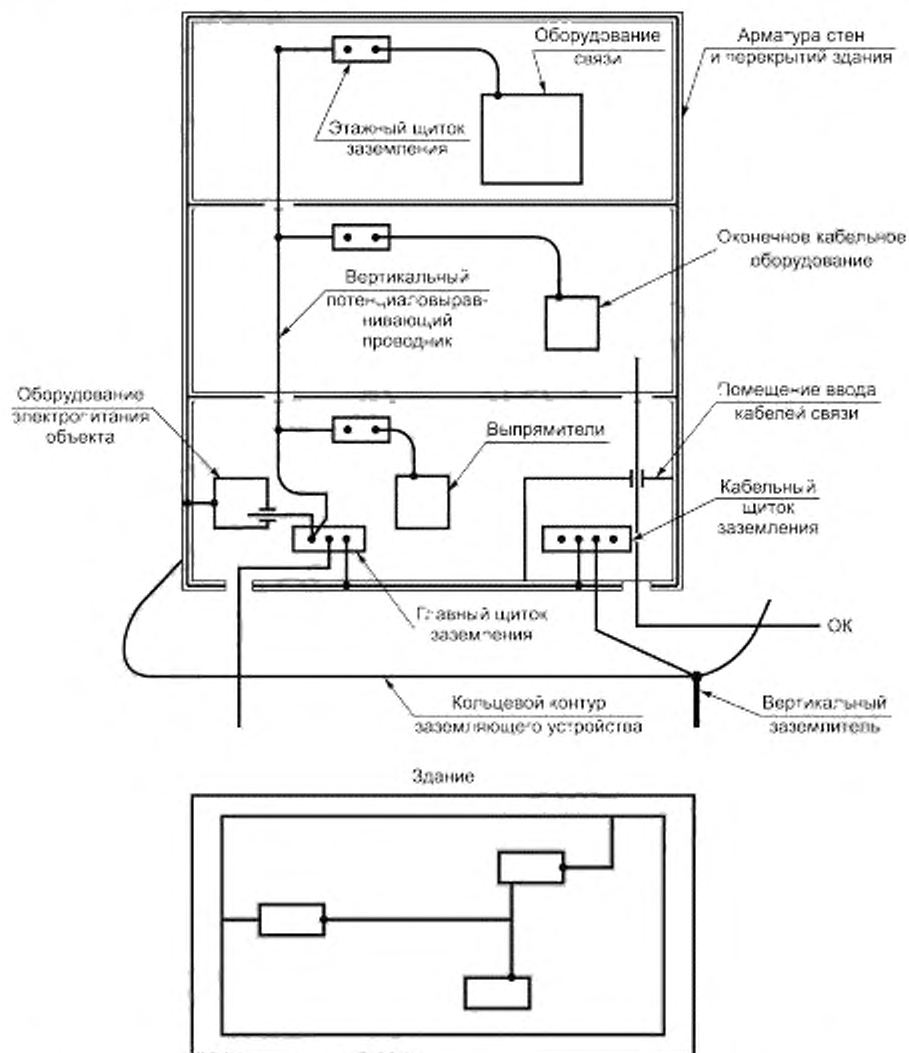 Оборудование
связи
Арматура стен
и перекрытий здания
Этажный щиток
заземления
Оконечное кабельное
оборудование
Вертикальный
потенциаловырав-
нивающий
проводник
Оборудование
электропитания
объекта
Помещение ввода
кабелей связи
Выпрямители
Кабельный
щиток
заземления
Главный щиток
заземления
ОК
Кольцевой контур
заземляющего устройства
Вертикальный
заземлитель
Здание